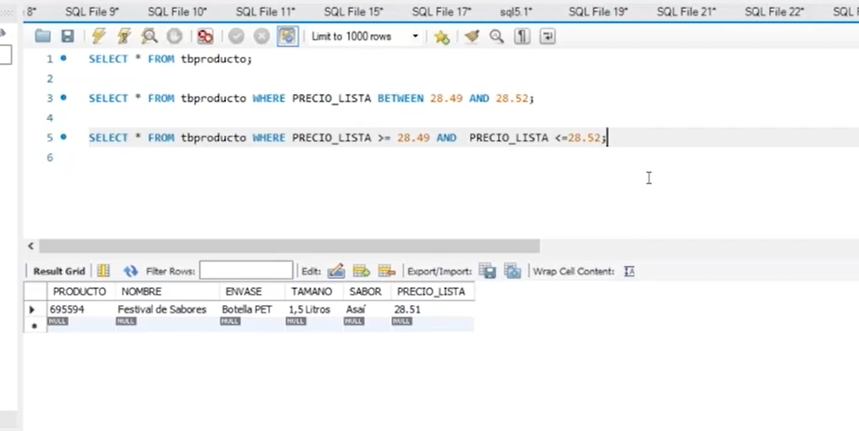 8* SQL File 9* SQL File 10* SQL File 11* SQL File 15* SQL File 17* sql5.1* SQL File 19* SQL File 21* SQL File 22* SQL F
Limit to 1000 rows
1 SELECT * FROM tbproducto;
2
3 SELECT * FROM tbproducto WHERE PRECIO_LISTA BETWEEN 28.49 AND 28.52;
4
5 SELECT * FROM tbproducto WHERE PRECIO_LISTA >= 28.49 AND  PRECIO_LISTA <=28.52;
6
Result Grid Filter Rows: Edit: Export/Import: Wrap Cell Content:
PRODUCTO NOMBRE ENVASE TAMANO SABOR PRECIO_LISTA
695594 Festival de Sabores Botella PET 1,5 Litros Asaí 28.51
NULL NULL NULL NULL NULL NULL